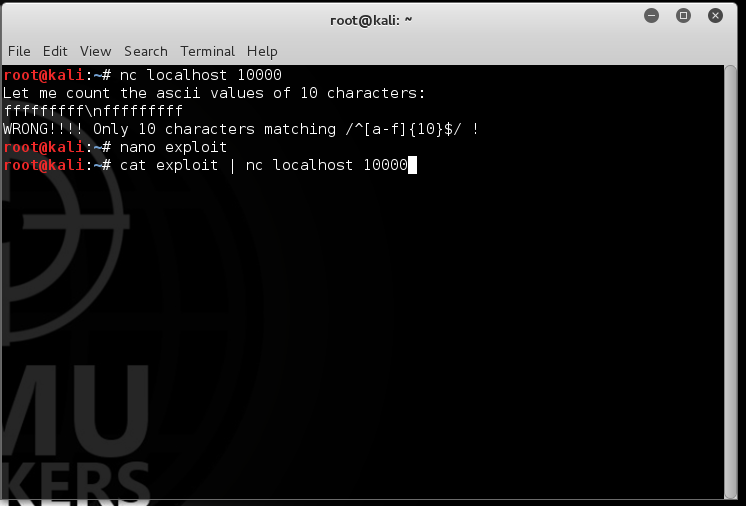 root@kali: ~
File Edit View Search Terminal Help
root@kali:~# nc localhost 10000
Let me count the ascii values of 10 characters:
fffffffff\nfffffffff
WRONG!!!! Only 10 characters matching /^[a-f]{10}$/ !
root@kali:~# nano exploit
root@kali:~# cat exploit | nc localhost 10000
MU
KERS